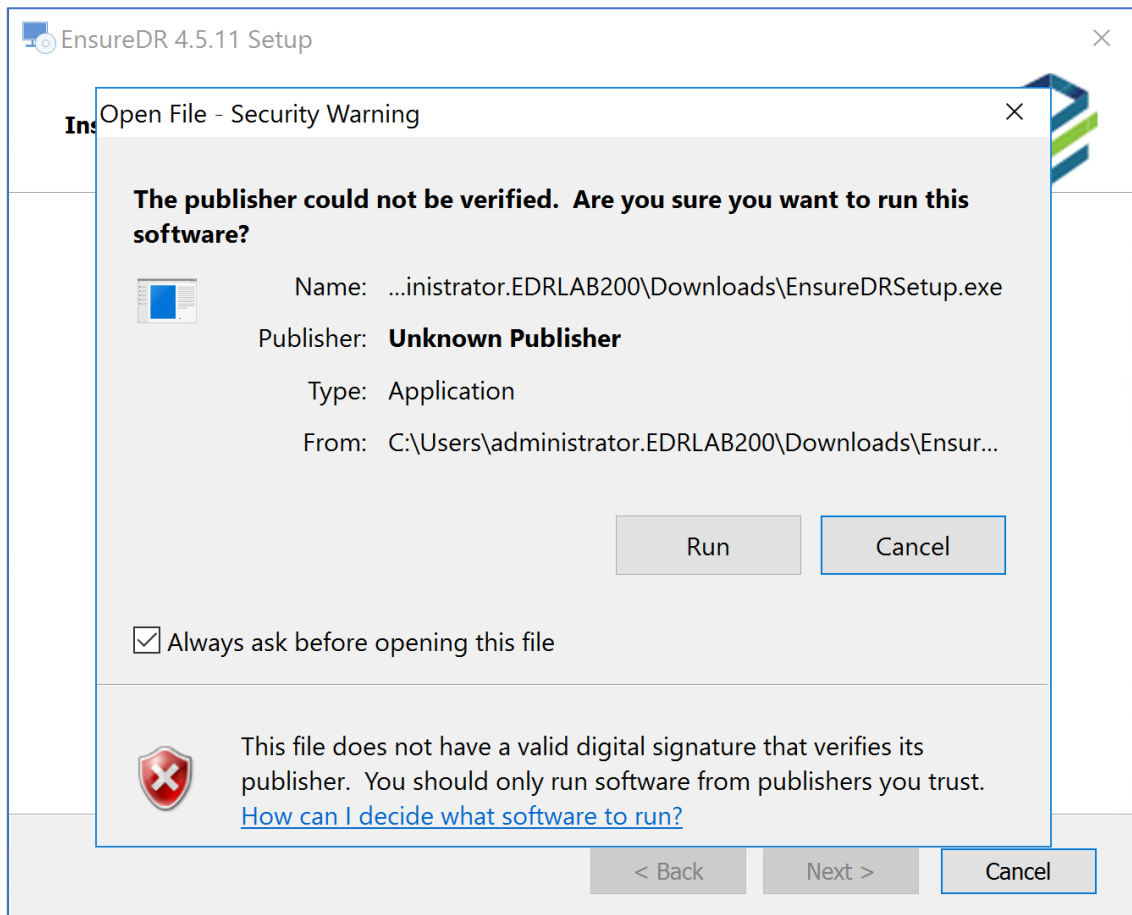 EnsureDR 4.5.11 Setup
Ins
Open File - Security Warning
The publisher could not be verified.  Are you sure you want to run this
software?
Name: ...inistrator.EDRLAB200\Downloads\EnsureDRSetup.exe
Publisher: Unknown Publisher
Type: Application
From: C:\Users\administrator.EDRLAB200\Downloads\Ensur...
Run Cancel
Always ask before opening this file
This file does not have a valid digital signature that verifies its
publisher.  You should only run software from publishers you trust.
How can I decide what software to run?
< Back Next > Cancel